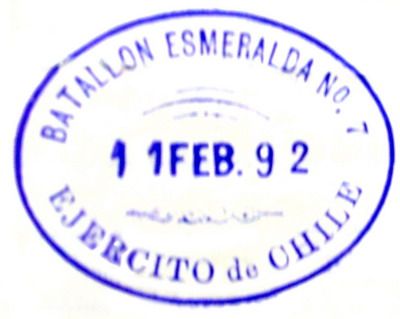 BATALLON ESMERALDA No. 7
1 1FEB. 9 2
EJERCITO de CHILE